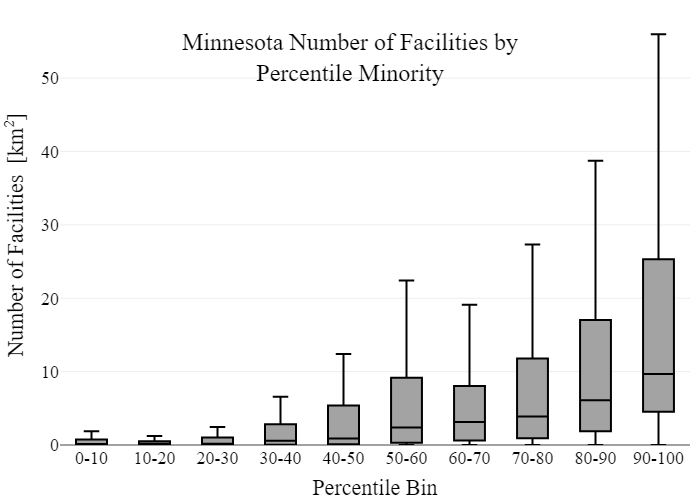 Minnesota Number of Facilities by
Percentile Minority
Number of Facilities [km²]
50
40
30
20
10
0
0-10 10-20 20-30 30-40 40-50 50-60 60-70 70-80 80-90 90-100
Percentile Bin